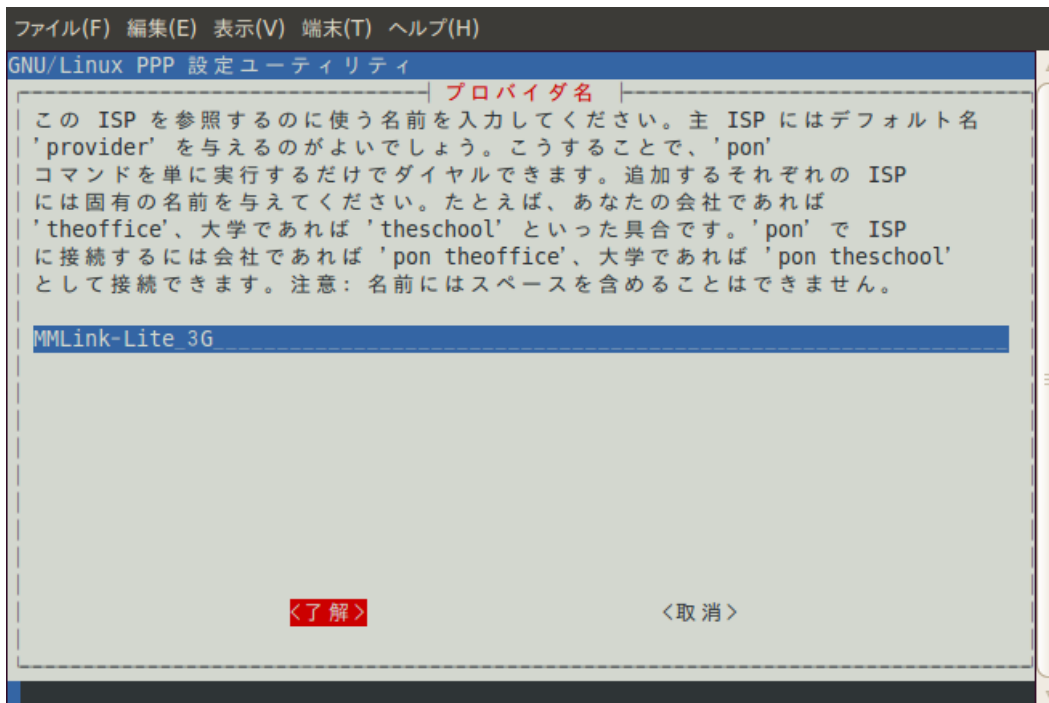 ファイル(F) 編集(E) 表示(V) 端末(T) ヘルプ(H)
GNU/Linux PPP 設定ユーティリティ
プロバイダ名
この ISP を参照するのに使う名前を入力してください。主 ISP にはデフォルト名
'provider' を与えるのがよいでしょう。こうすることで、'pon'
コマンドを単に実行するだけでダイヤルできます。追加するそれぞれの ISP
には固有の名前を与えてください。たとえば、あなたの会社であれば
'theoffice'、大学であれば 'theschool' といった具合です。'pon' で ISP
に接続するには会社であれば 'pon theoffice'、大学であれば 'pon theschool'
として接続できます。注意: 名前にはスペースを含めることはできません。
MMLink-Lite_3G
<了解> <取消>